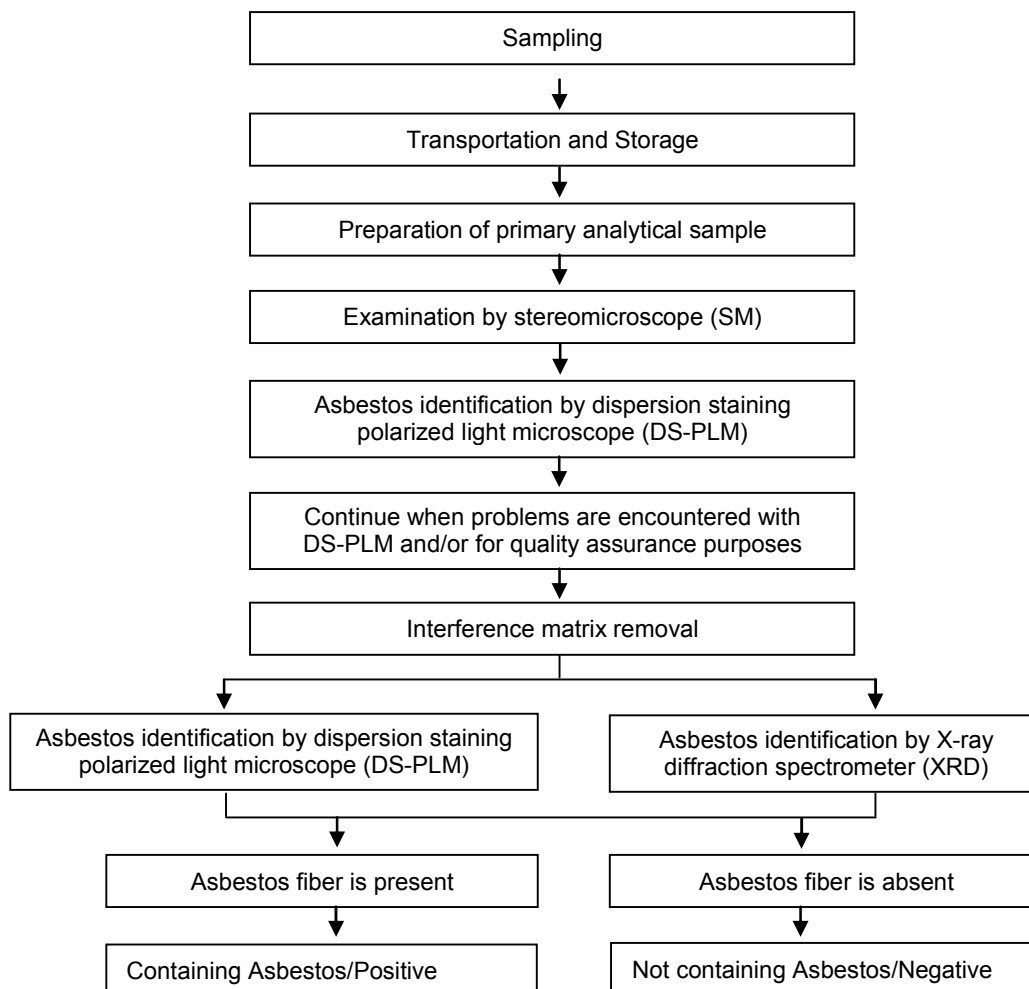 Sampling
Transportation and Storage
Preparation of primary analytical sample
Examination by stereomicroscope (SM)
Asbestos identification by dispersion staining
polarized light microscope (DS-PLM)
Continue when problems are encountered with
DS-PLM and/or for quality assurance purposes
Interference matrix removal
Asbestos identification by dispersion staining
polarized light microscope (DS-PLM)
Asbestos identification by X-ray
diffraction spectrometer (XRD)
Asbestos fiber is present
Asbestos fiber is absent
Containing Asbestos/Positive
Not containing Asbestos/Negative